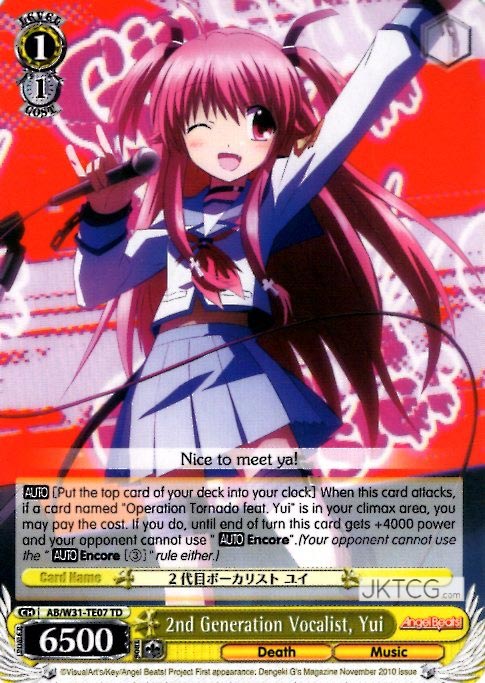 LEVEL
1
1
COST
Nice to meet ya!
AUTO [Put the top card of your deck into your clock] When this card attacks,
if a card named "Operation Tornado feat. Yui" is in your climax area, you
may pay the cost. If you do, until end of turn this card gets +4000 power
and your opponent cannot use " AUTO Encore".(Your opponent cannot use
the " AUTO Encore [③]" rule either.)
Card Name 2代目ボーカリスト ユイ
JKTCG.com
CH AB/W31-TE07 TD
2nd Generation Vocalist, Yui
Angel Beats!
POWER 6500 SOUL
Death Music
©VisualArt's/Key/Angel Beats! Project First appearance: Dengeki G's Magazine November 2010 issue